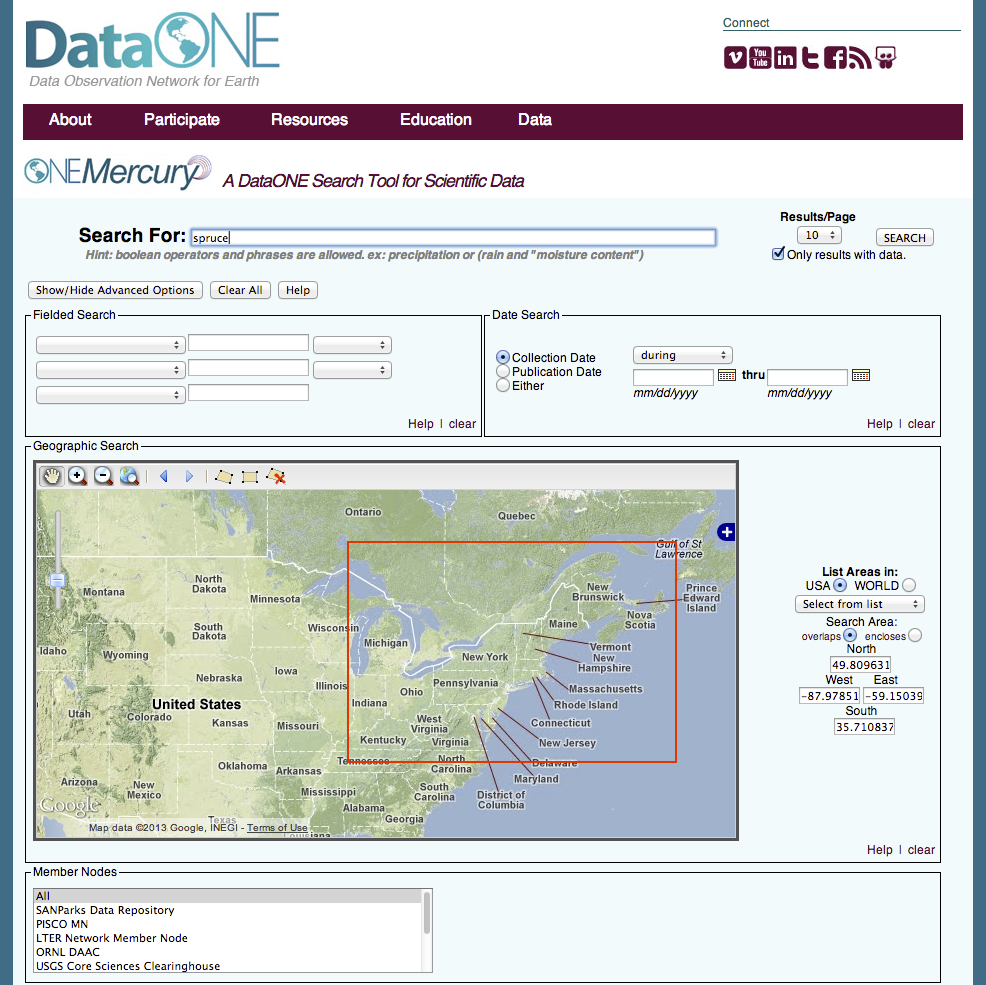 DataONE
Data Observation Network for Earth
Connect
You Tube
in
About Participate Resources Education Data
ONEMercury A DataONE Search Tool for Scientific Data
Search For: spruce
Hint: boolean operators and phrases are allowed. ex: precipitation or (rain and "moisture content")
Results/Page
10
SEARCH
Only results with data.
Show/Hide Advanced Options Clear All Help
Fielded Search
Help | clear
Date Search
Collection Date
Publication Date
Either
during
thru
mm/dd/yyyy mm/dd/yyyy
Help | clear
Geographic Search
Ontario
Quebec
Gulf of St
Lawrence
North
Dakota
Montana
Minnesota
New
Brunswick
Prince
Edward
Island
Nova
Scotia
Maine
South
Dakota
Wisconsin
Michigan
Idaho
Wyoming
Vermont
New York
New
Hampshire
Iowa
Nebraska
Illinois
Pennsylvania
Massachusetts
Ohio
Indiana
Rhode Island
United States
Utah
Colorado
Kansas
Missouri
West
Virginia
Connecticut
Kentucky
Virginia
New Jersey
Tennessee
North
Carolina
Delaware
Oklahoma
Arkansas
Maryland
Arizona
New
Mexico
Mississippi
South
Carolina
District of
Columbia
Alabama
Georgia
Google
Texas
Louisiana
Map data ©2013 Google, INEGI - Terms of Use
List Areas in:
USA WORLD
Select from list
Search Area:
overlaps encloses
North
49.809631
West East
-87.97851 -59.15039
South
35.710837
Help | clear
Member Nodes
All
SANParks Data Repository
PISCO MN
LTER Network Member Node
ORNL DAAC
USGS Core Sciences Clearinghouse